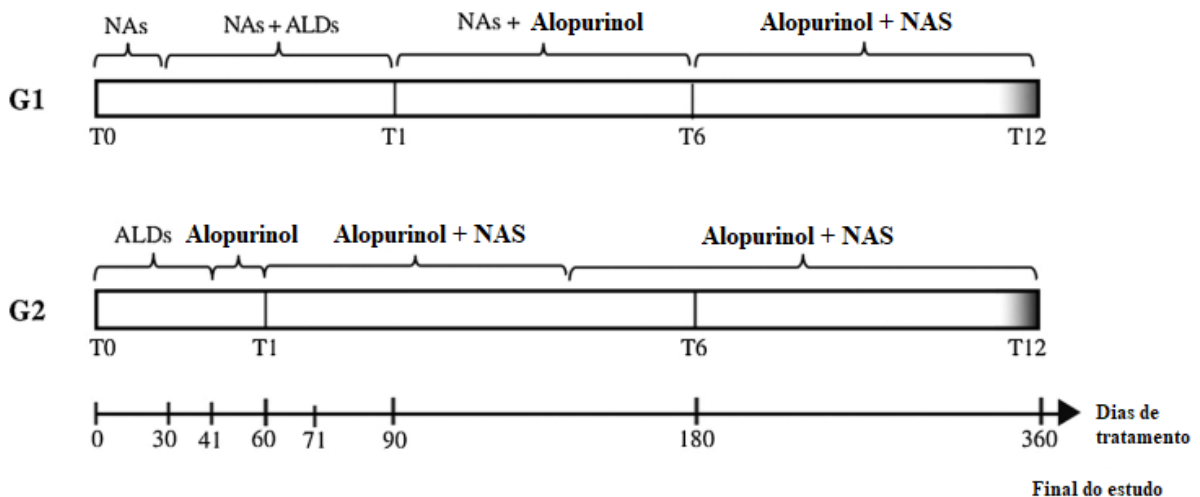 NAs NAs + ALDs NAs + Alopurinol Alopurinol + NAS
G1
T0 T1 T6 T12
ALDs Alopurinol Alopurinol + NAS Alopurinol + NAS
G2
T0 T1 T6 T12
0 30 41 60 71 90 180 360
Dias de
tratamento
Final do estudo